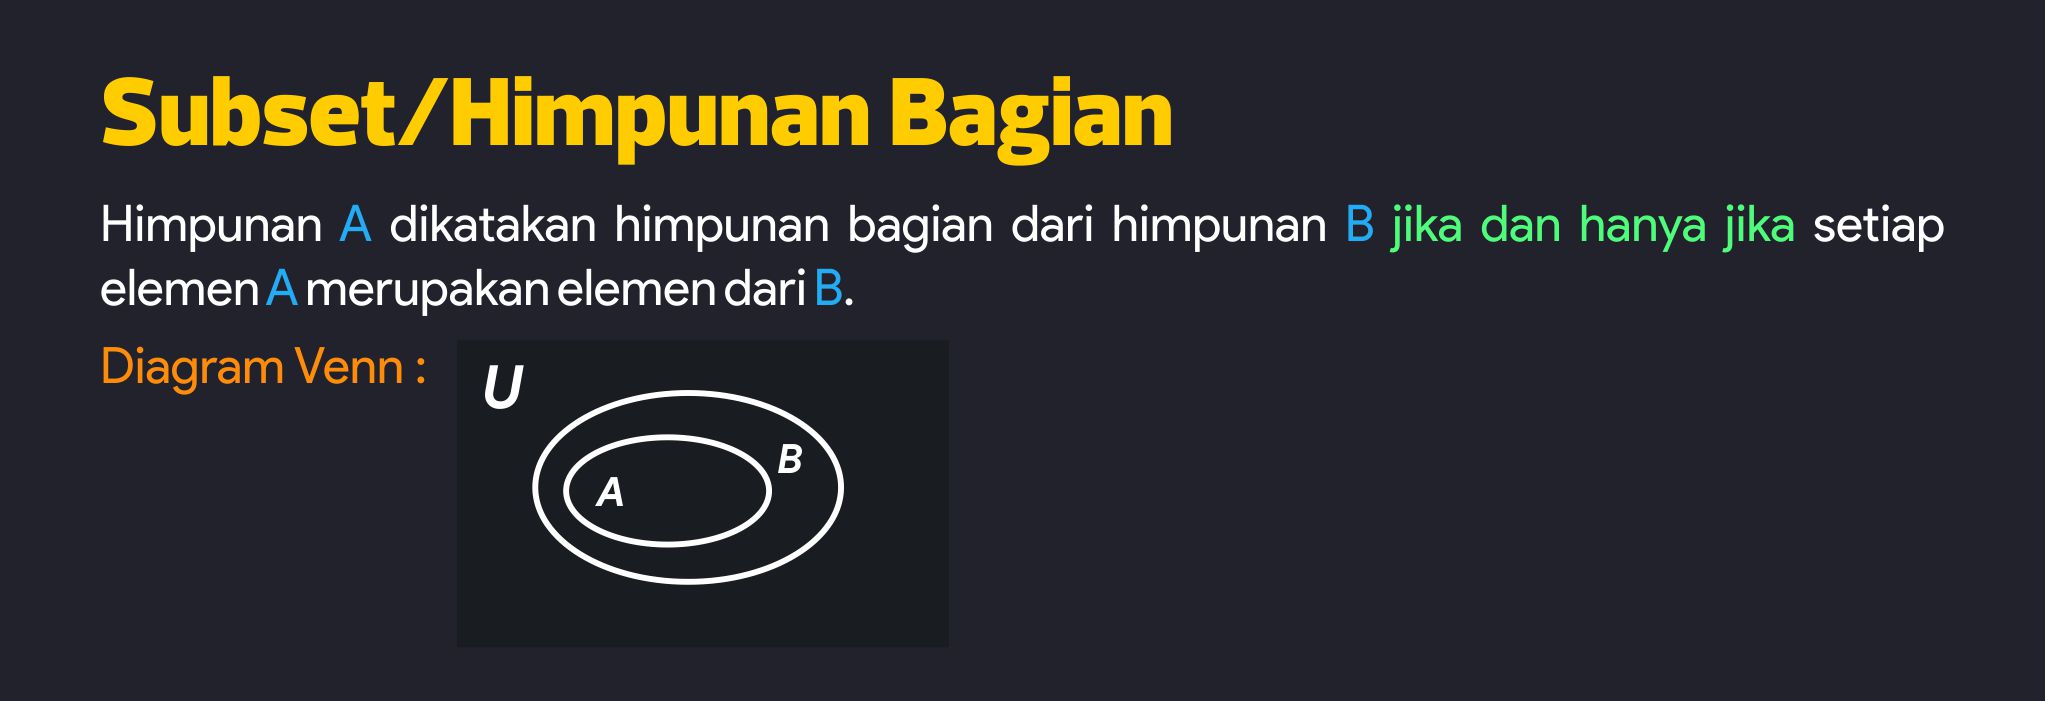 Subset/Himpunan Bagian
Himpunan A dikatakan himpunan bagian dari himpunan B jika dan hanya jika setiap
elemen A merupakan elemen dari B.
Diagram Venn :
U
B
A